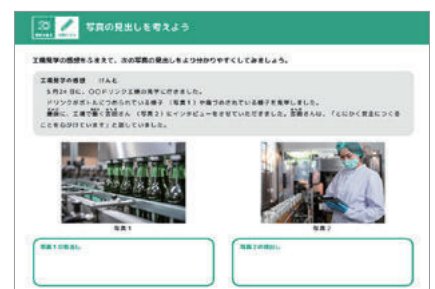 写真の見出しを考えよう
工場見学の感想をふまえて、次の写真の見出しをより分かりやすくしてみましょう。
工場見学の感想 けんと
5月24日に、〇〇ドリンク工場の見学に行きました。
ドリンクがボトルにつめられている様子（写真1）や箱づめされている様子を見学しました。
最後に、工場で働く吉田さん（写真2）にインタビューをさせていただきました。吉田さんは、「とにかく安全につくる
ことを心がけています」と話していました。
写真1
写真2
写真1の見出し
写真2の見出し